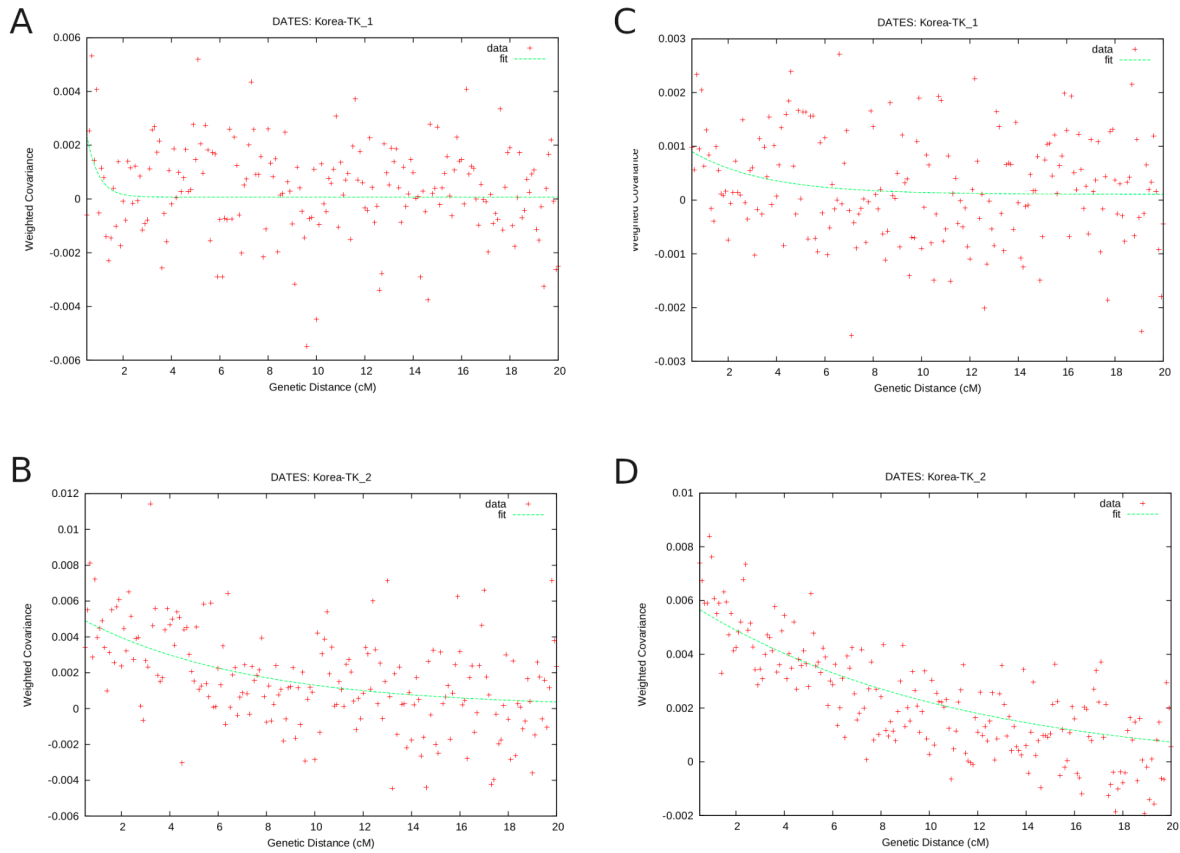 A
DATES: Korea-TK_1
data
fit
0.006
0.004
0.002
0
-0.002
-0.004
-0.006
Weighted Covariance
2 4 6 8 10 12 14 16 18 20
Genetic Distance (cM)
C
DATES: Korea-TK_1
data
fit
0.003
0.002
0.001
0
-0.001
-0.002
-0.003
Weighted Covariance
2 4 6 8 10 12 14 16 18 20
Genetic Distance (cM)
B
DATES: Korea-TK_2
data
fit
0.012
0.01
0.008
0.006
0.004
0.002
0
-0.002
-0.004
-0.006
Weighted Covariance
2 4 6 8 10 12 14 16 18 20
Genetic Distance (cM)
D
DATES: Korea-TK_2
data
fit
0.01
0.008
0.006
0.004
0.002
0
-0.002
Weighted Covariance
2 4 6 8 10 12 14 16 18 20
Genetic Distance (cM)